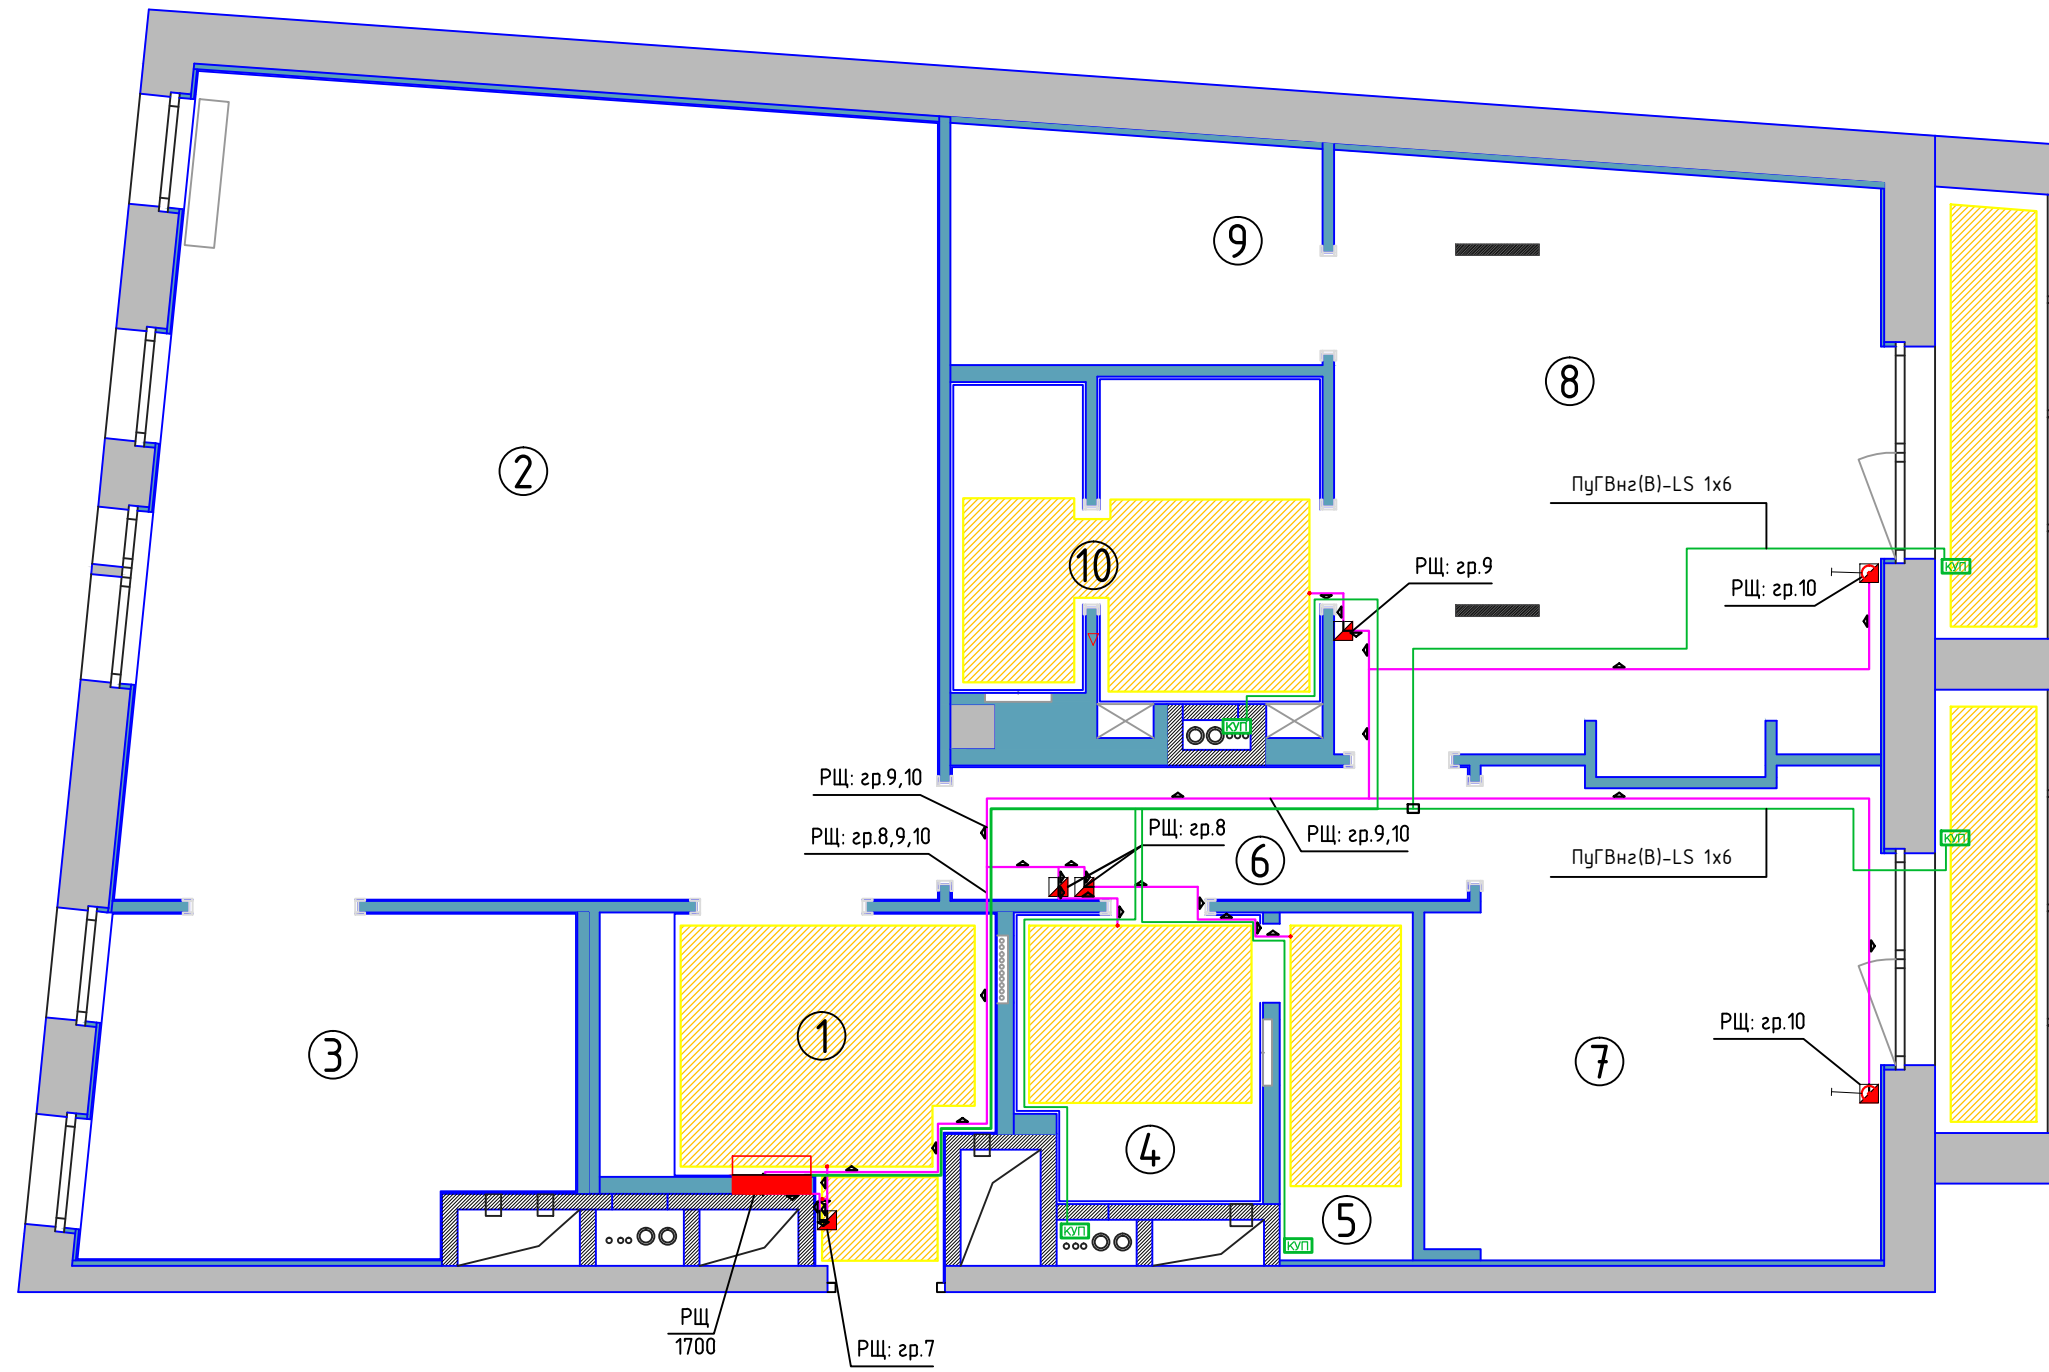 9
8
2
ПуГВнг(В)-LS 1х6
10
РЩ: гр.9
КУП
РЩ: гр.10
КУП
РЩ: гр.9,10
РЩ: гр.8,9,10
РЩ: гр.8
РЩ: гр.9,10
КУП
6
ПуГВнг(В)-LS 1х6
1
3
РЩ: гр.10
7
4
5
КУП
КУП
РЩ
1700
РЩ: гр.7